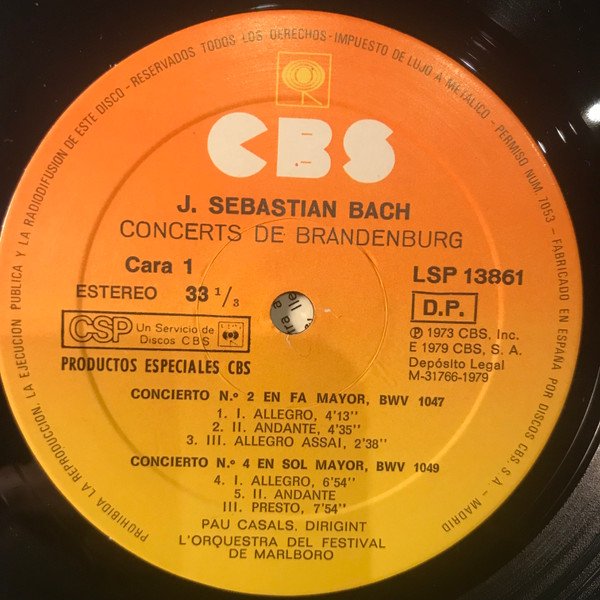 PROHIBIDA LA REPRODUCCION, LA EJECUCION PUBLICA Y LA RADIODIFUSION DE ESTE DISCO - RESERVADOS TODOS LOS DERECHOS - IMPUESTO DE LUJO A METALICO - PERMISO NUM. 7053 - FABRICADO EN ESPAÑA POR DISCOS CBS, S.A. - MADRID
CBS
J. SEBASTIAN BACH
CONCERTS DE BRANDENBURG
Cara 1
LSP 13861
ESTEREO 33 1/3
D.P.
CSP Un Servicio de
Discos CBS
℗ 1973 CBS, Inc.
E 1979 CBS, S. A.
Depósito Legal
M-31766-1979
PRODUCTOS ESPECIALES CBS
CONCIERTO N.º 2 EN FA MAYOR, BWV 1047
1. I. ALLEGRO, 4'13"
2. II. ANDANTE, 4'35"
3. III. ALLEGRO ASSAI, 2'38"
CONCIERTO N.º 4 EN SOL MAYOR, BWV 1049
4. I. ALLEGRO, 6'54"
5. II. ANDANTE
III. PRESTO, 7'54"
PAU CASALS, DIRIGINT
L'ORQUESTRA DEL FESTIVAL
DE MARLBORO